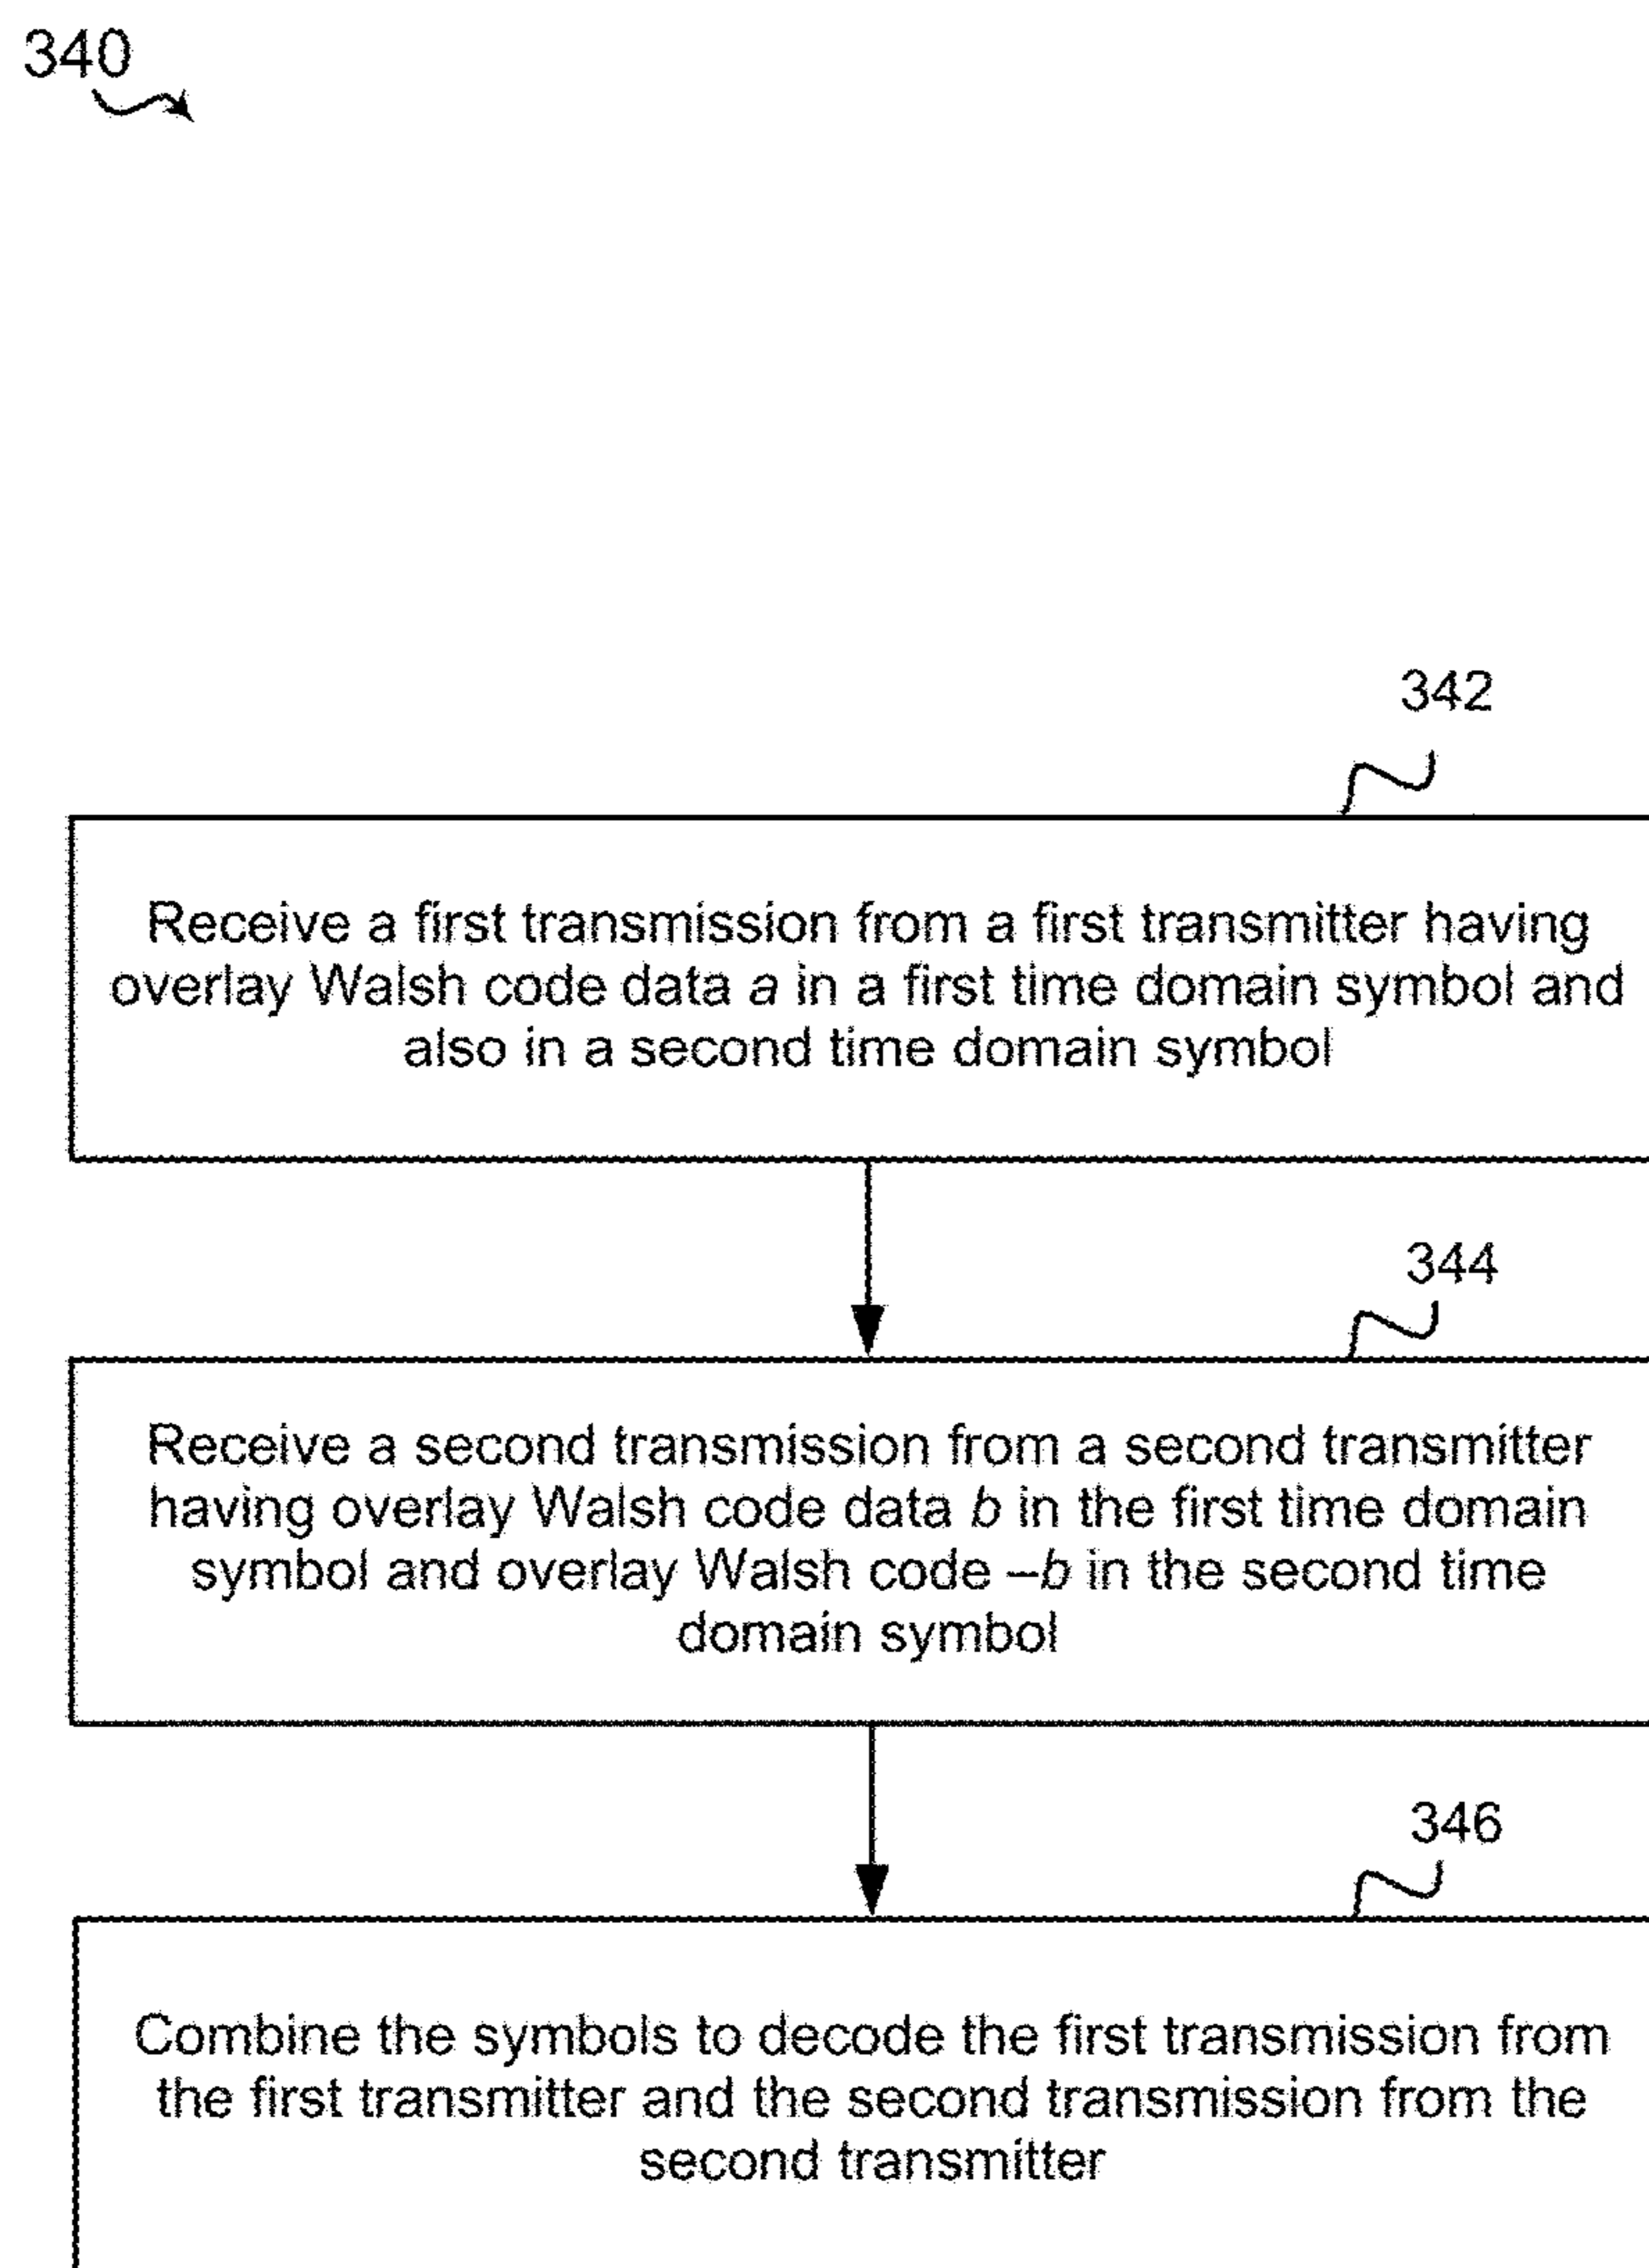 340
342
Receive a first transmission from a first transmitter having
overlay Walsh code data a in a first time domain symbol and
also in a second time domain symbol
344
Receive a second transmission from a second transmitter
having overlay Walsh code data b in the first time domain
symbol and overlay Walsh code –b in the second time
domain symbol
346
Combine the symbols to decode the first transmission from
the first transmitter and the second transmission from the
second transmitter